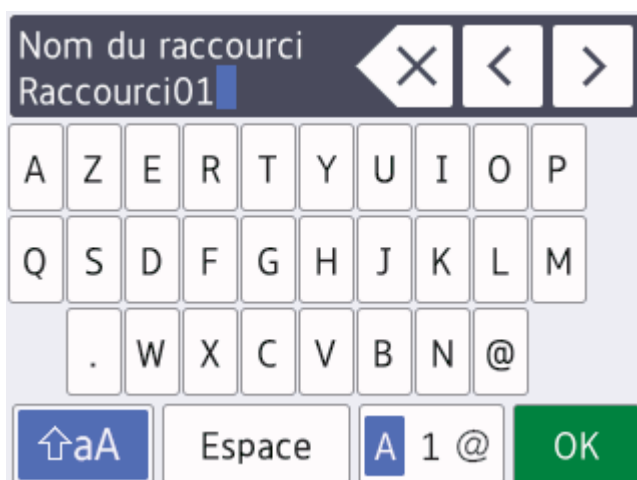 Nom du raccourci
Raccourci01
A Z E R T Y U I O P
Q S D F G H J K L M
. W X C V B N @
aA Espace A 1 @ OK